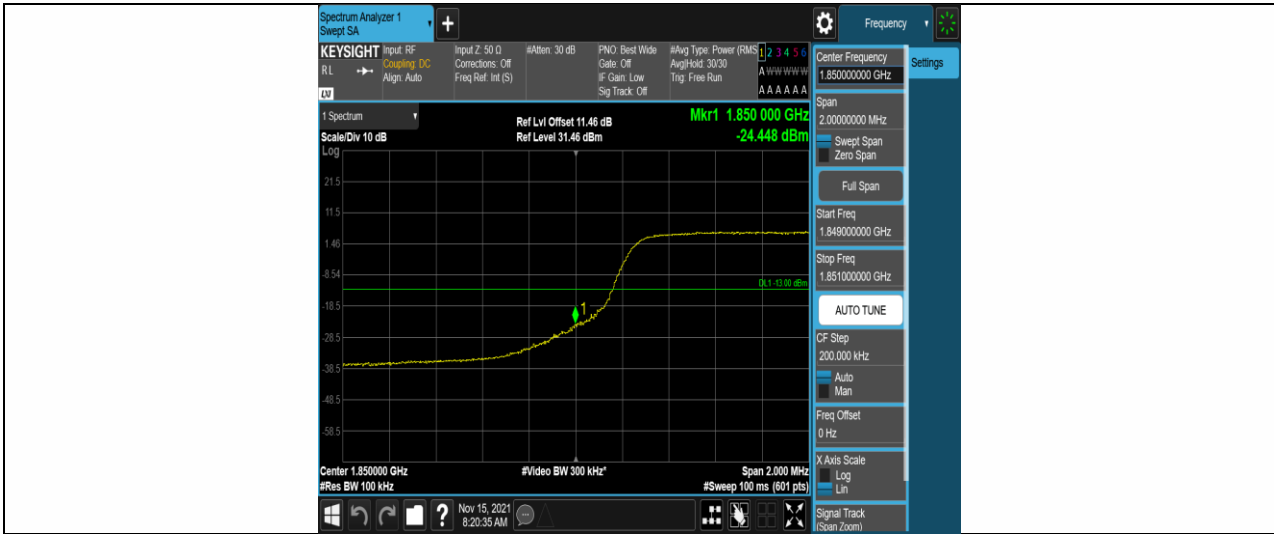 Spectrum Analyzer 1
Swept SA
+
Frequency
KEYSIGHT
RL
Input: RF
Coupling: DC
Align: Auto
Input Z: 50 Ω
Corrections: Off
Freq Ref: Int (S)
#Atten: 30 dB
PNO: Best Wide
Gate: Off
IF Gain: Low
Sig Track: Off
#Avg Type: Power (RMS
Avg|Hold: 30/30
Trig: Free Run
1 2 3 4 5 6
A W W W W W
A A A A A A
LXI
1 Spectrum
Scale/Div 10 dB
Log
Ref Lvl Offset 11.46 dB
Ref Level 31.46 dBm
Mkr1 1.850 000 GHz
-24.448 dBm
21.5
11.5
1.46
-8.54
-18.5
-28.5
-38.5
-48.5
-58.5
DL1 -13.00 dBm
1
Center 1.850000 GHz
#Res BW 100 kHz
#Video BW 300 kHz*
Span 2.000 MHz
#Sweep 100 ms (601 pts)
Center Frequency
1.850000000 GHz
Settings
Span
2.00000000 MHz
Swept Span
Zero Span
Full Span
Start Freq
1.849000000 GHz
Stop Freq
1.851000000 GHz
AUTO TUNE
CF Step
200.000 kHz
Auto
Man
Freq Offset
0 Hz
X Axis Scale
Log
Lin
Signal Track
(Span Zoom)
?
Nov 15, 2021
8:20:35 AM